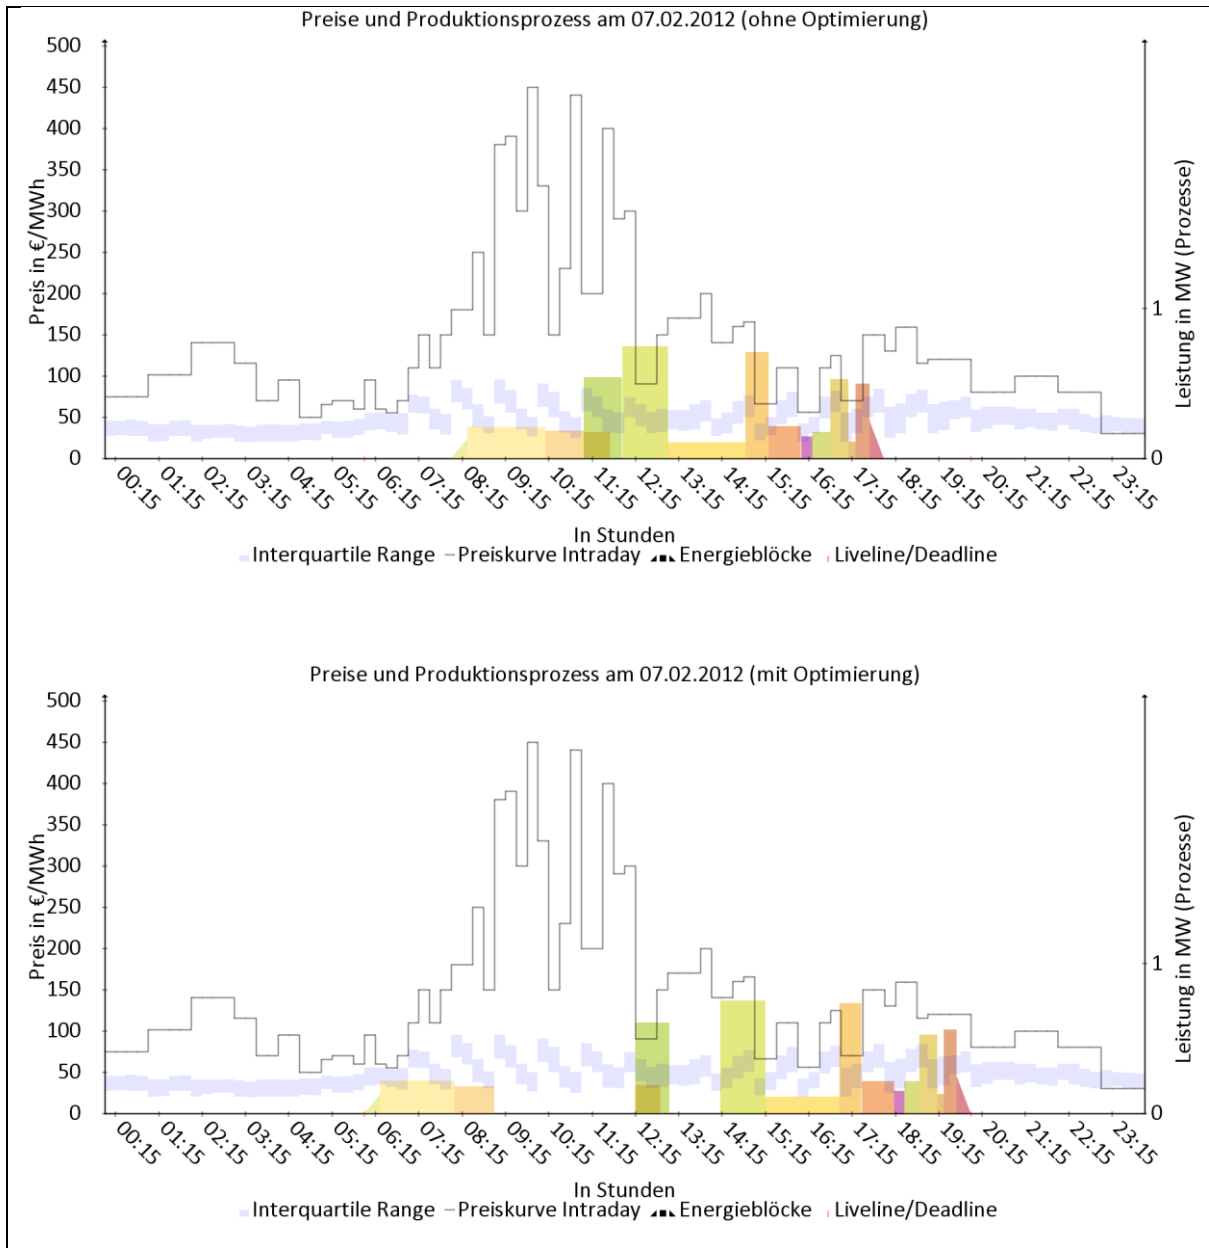 Preise und Produktionsprozess am 07.02.2012 (ohne Optimierung)
500
450
400
350
300
250
200
150
100
50
0
Preis in €/MWh
1
0
Leistung in MW (Prozesse)
00:15 01:15 02:15 03:15 04:15 05:15 06:15 07:15 08:15 09:15 10:15 11:15 12:15 13:15 14:15 15:15 16:15 17:15 18:15 19:15 20:15 21:15 22:15 23:15
In Stunden
Interquartile Range Preiskurve Intraday Energieblöcke Liveline/Deadline
Preise und Produktionsprozess am 07.02.2012 (mit Optimierung)
500
450
400
350
300
250
200
150
100
50
0
Preis in €/MWh
1
0
Leistung in MW (Prozesse)
00:15 01:15 02:15 03:15 04:15 05:15 06:15 07:15 08:15 09:15 10:15 11:15 12:15 13:15 14:15 15:15 16:15 17:15 18:15 19:15 20:15 21:15 22:15 23:15
In Stunden
Interquartile Range Preiskurve Intraday Energieblöcke Liveline/Deadline